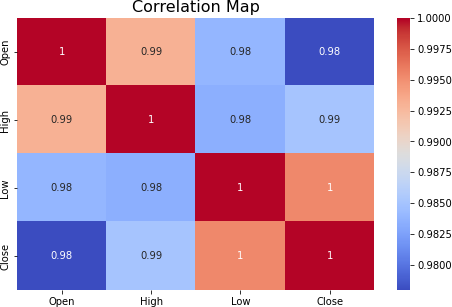 Correlation Map
Open 1 0.99 0.98 0.98
High 0.99 1 0.98 0.99
Low 0.98 0.98 1 1
Close 0.98 0.99 1 1
Open High Low Close
1.0000
0.9975
0.9950
0.9925
0.9900
0.9875
0.9850
0.9825
0.9800